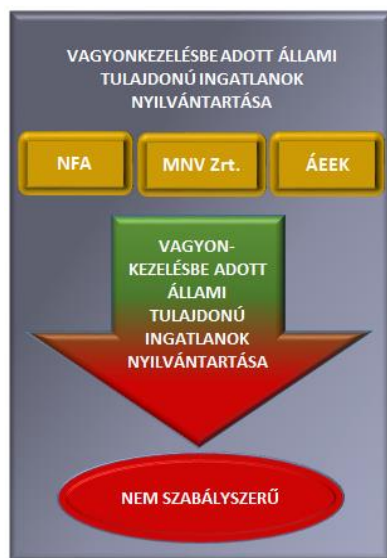 VAGYONKEZELÉSBE ADOTT ÁLLAMI
TULAJDONÚ INGATLANOK
NYILVÁNTARTÁSA
NFA
MNV Zrt.
ÁEEK
VAGYON-
KEZELÉSBE ADOTT
ÁLLAMI
TULAJDONÚ
INGATLANOK
NYILVÁNTARTÁSA
NEM SZABÁLYSZERŰ